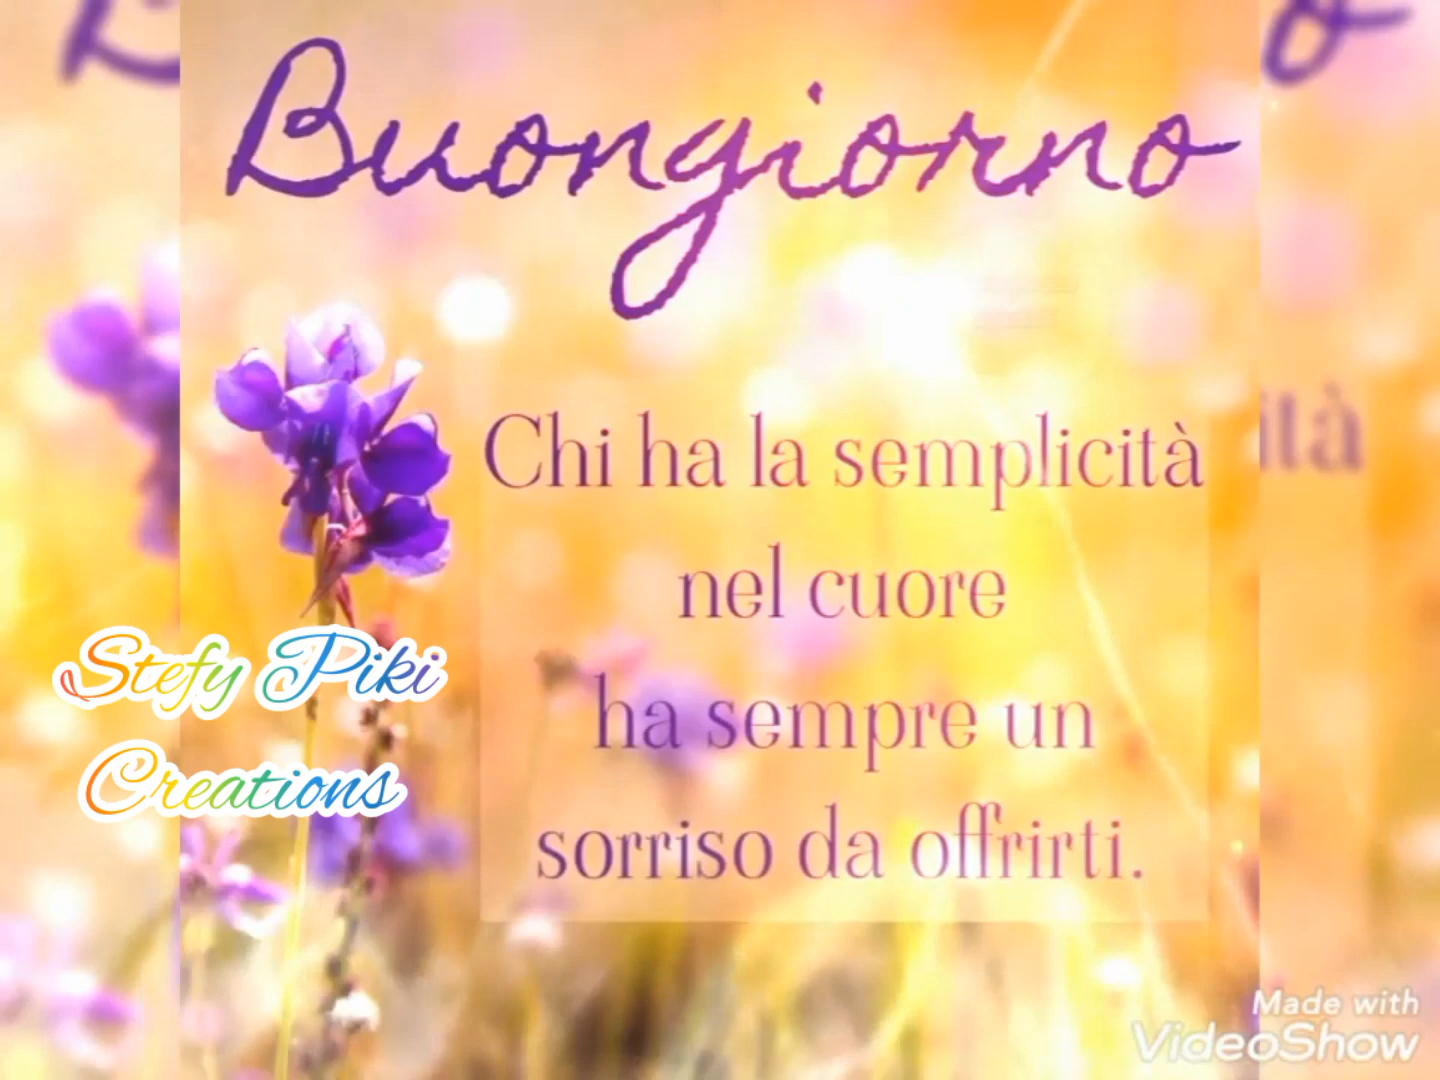 Buongiorno
Chi ha la semplicità
nel cuore
ha sempre un
sorriso da offrirti.
Stefy Piki
Creations
Made with
VideoShow